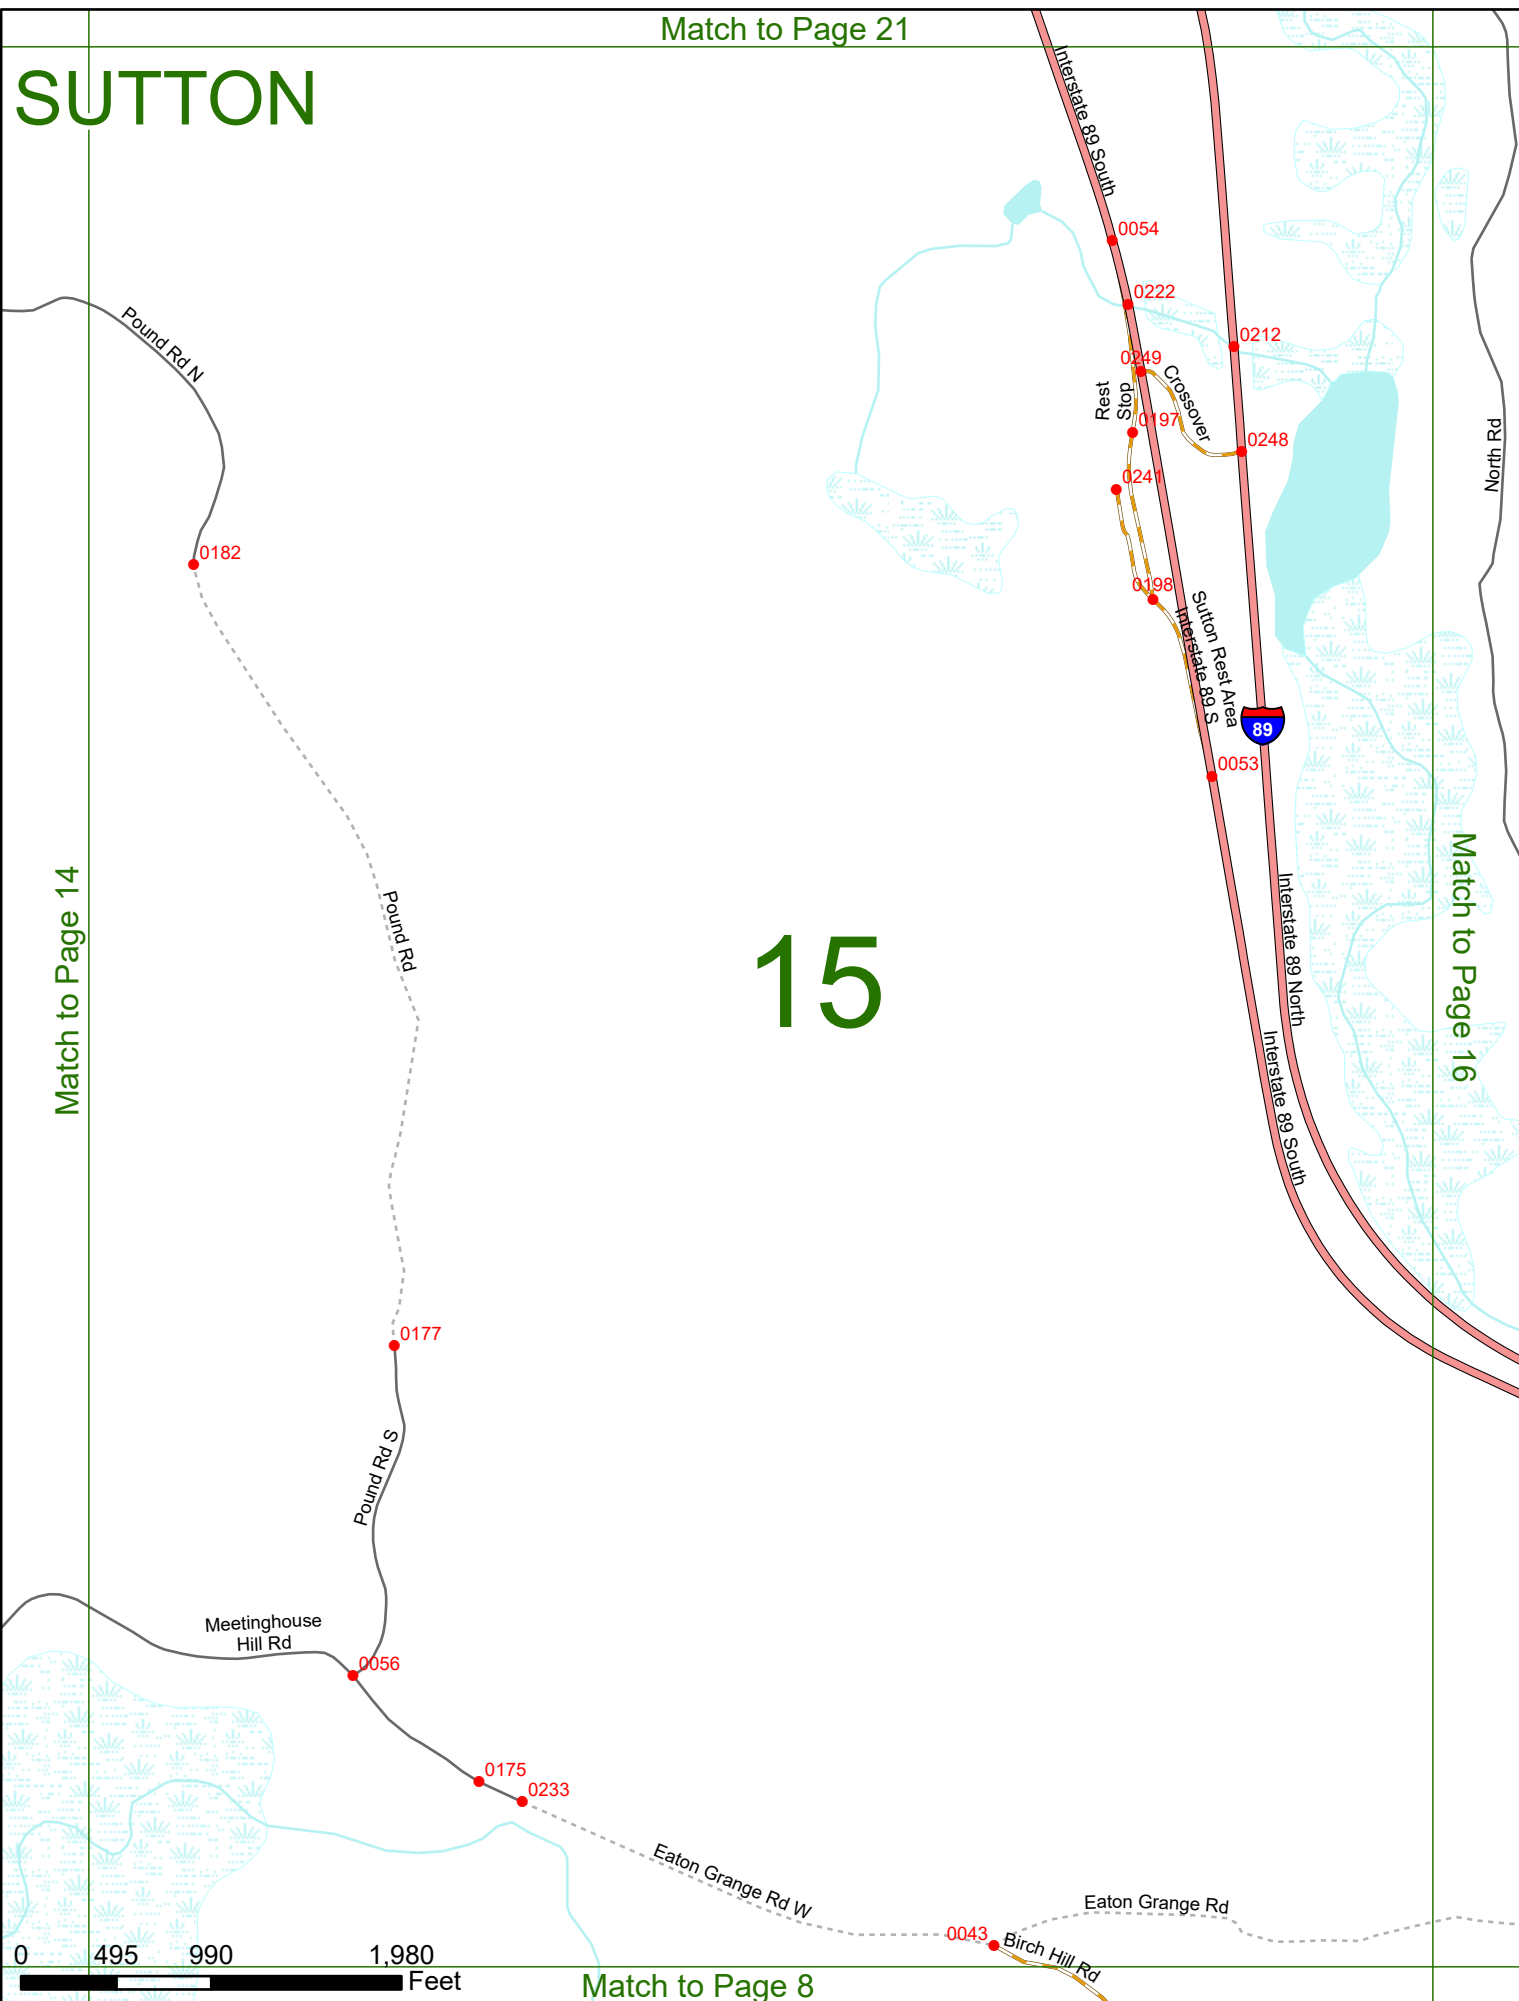 Match to Page 21
SUTTON
Interstate 89 South
0054
0222
0212
Pound Rd N
0249
Crossover
Rest
Stop
0197
0248
North Rd
0241
0182
0198
Sutton Rest Area
Interstate 89 S
89
0053
Match to Page 14
Pound Rd
15
Interstate 89 North
Match to Page 16
Interstate 89 South
0177
Pound Rd S
Meetinghouse
Hill Rd
0056
0175
0233
Eaton Grange Rd W
Eaton Grange Rd
0043
Birch Hill Rd
0 495 990 1,980
Feet
Match to Page 8